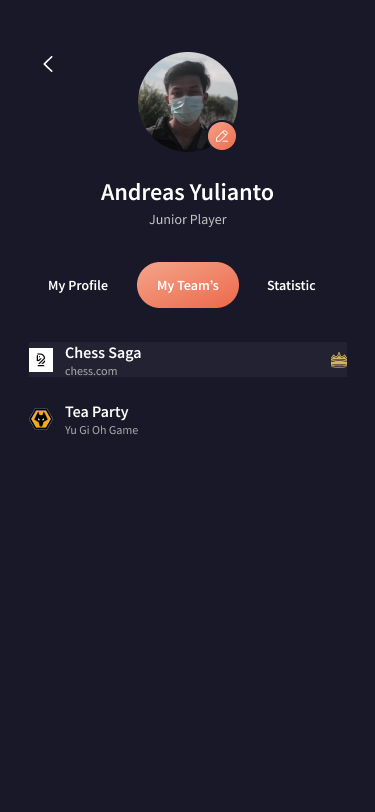 Andreas Yulianto
Junior Player
My Profile
My Team's
Statistic
Chess Saga
chess.com
Tea Party
Yu Gi Oh Game